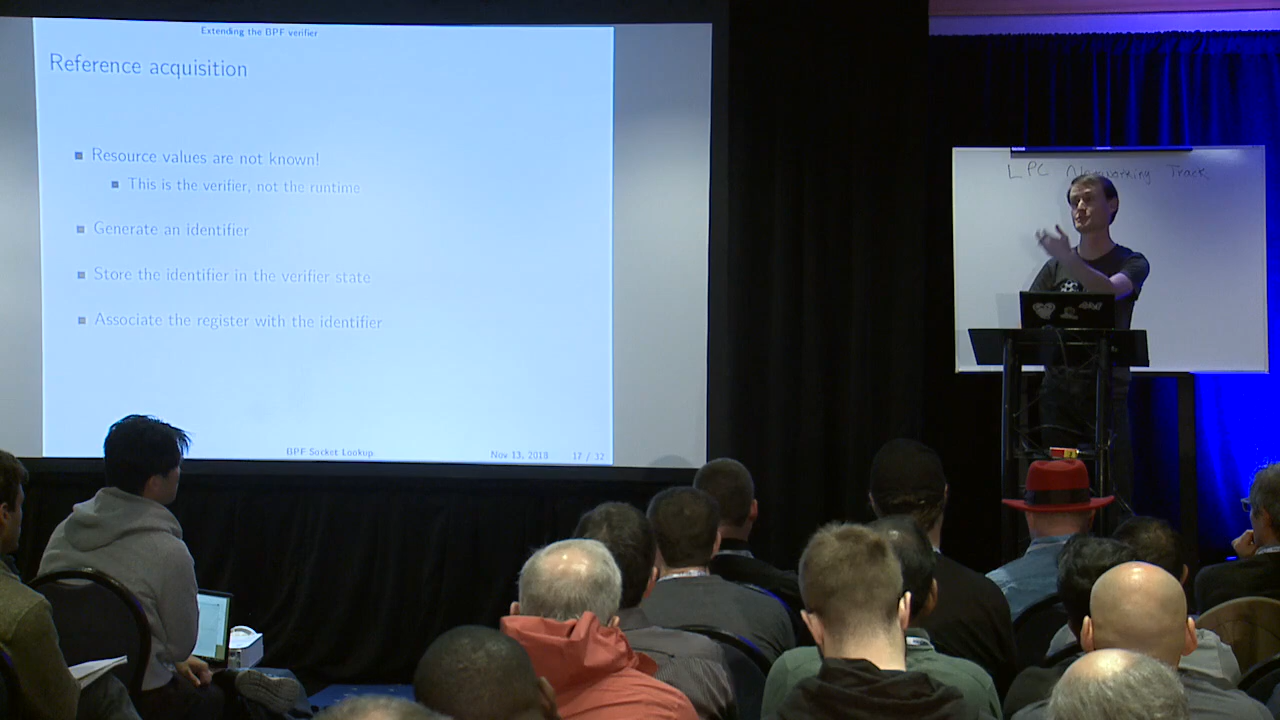 Extending the BPF verifier
Reference acquisition
Resource values are not known!
This is the verifier, not the runtime
Generate an identifier
Store the identifier in the verifier state
Associate the register with the identifier
BPF Socket Lookup
Nov 13, 2018
17 / 32
LPC Networking Track